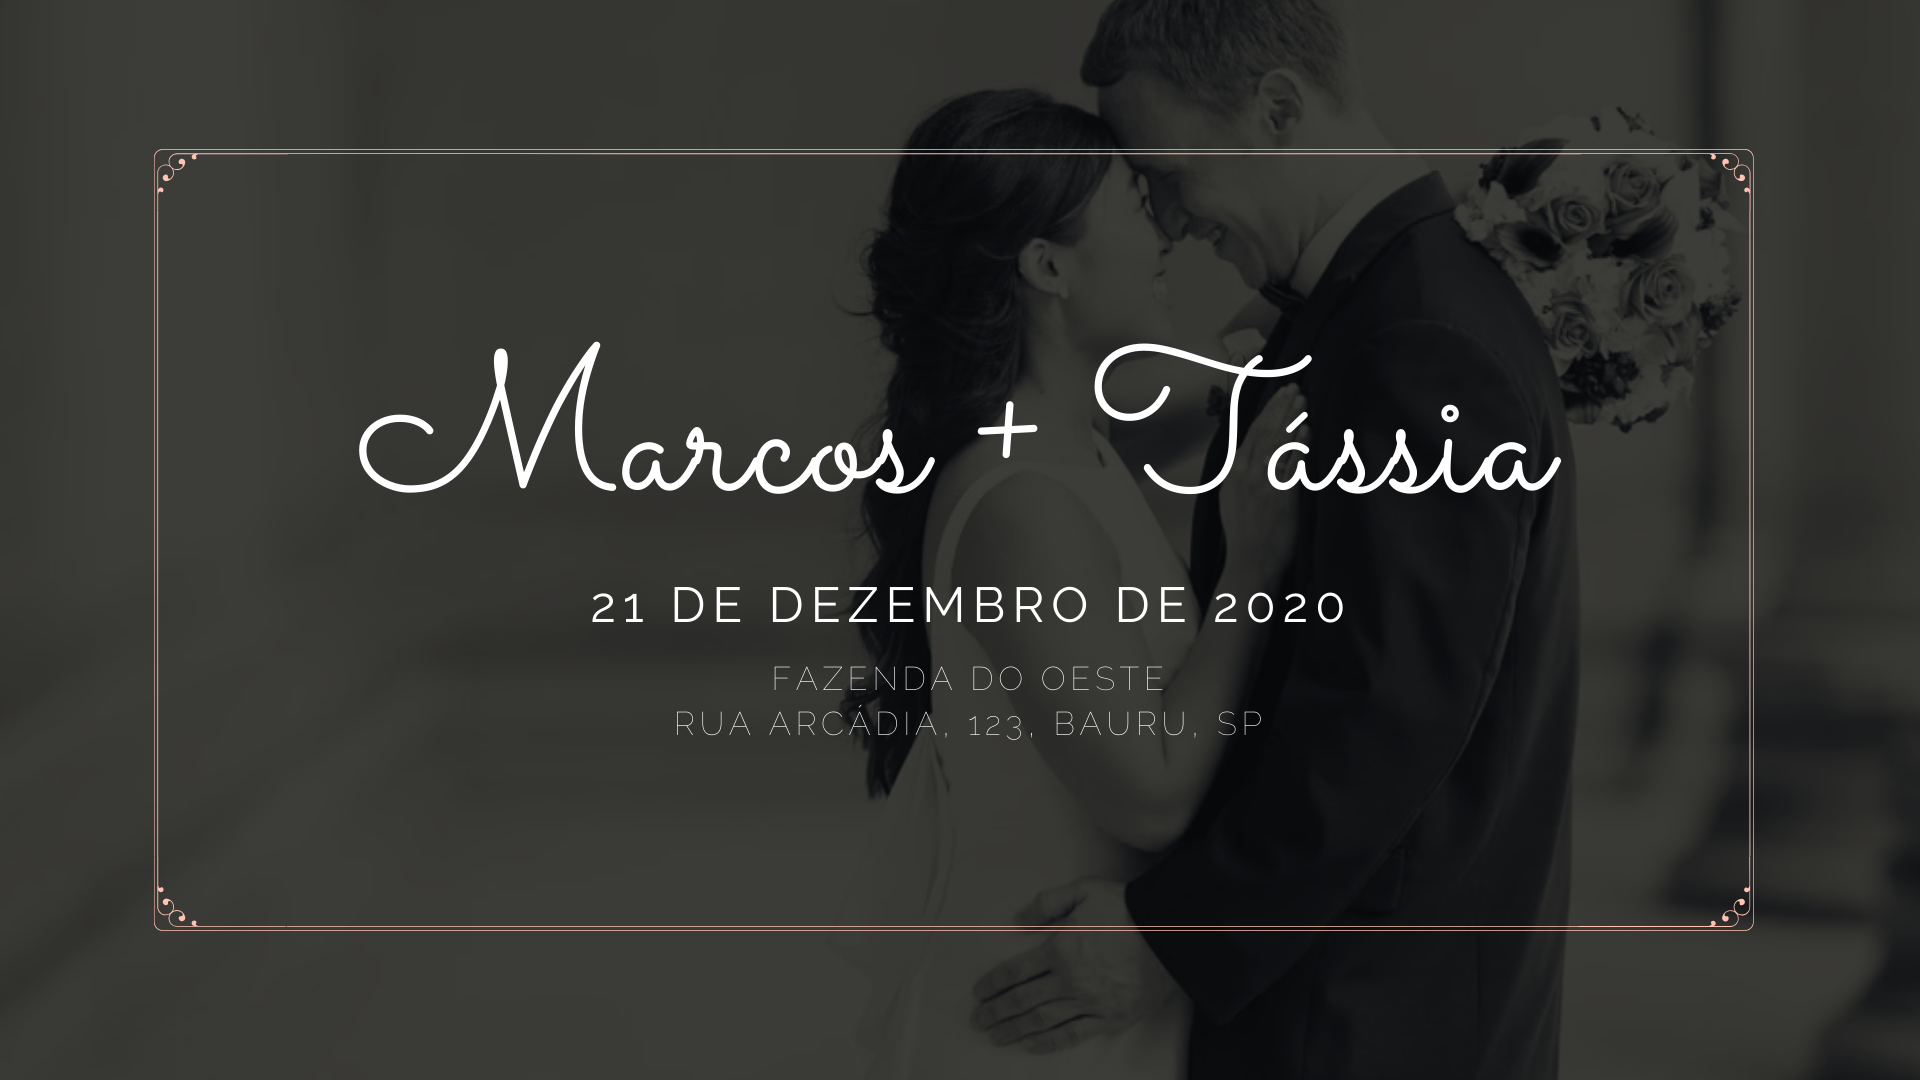 Marcos + Tássia
21 DE DEZEMBRO DE 2020
FAZENDA DO OESTE
RUA ARCÁDIA, 123, BAURU, SP